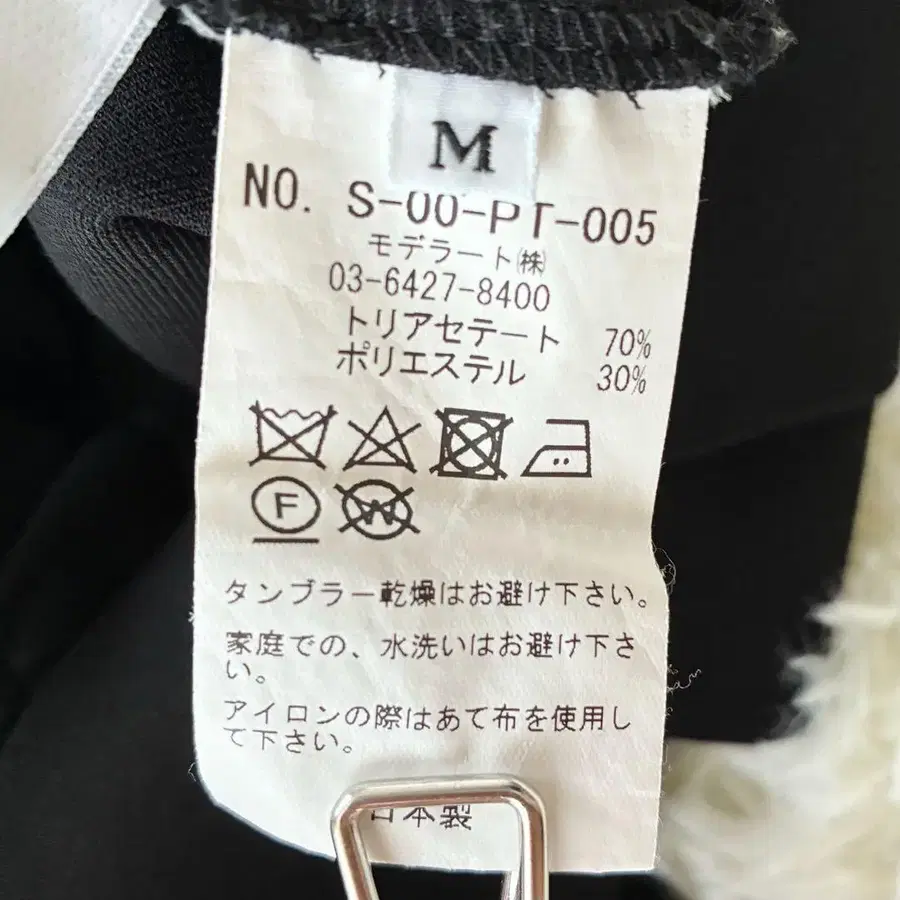 M
NO. S-00-PT-005
モデラート㈱
03-6427-8400
トリアセテート 70%
ポリエステル 30%
F
W
タンブラー乾燥はお避け下さい。
家庭での、水洗いはお避け下さ
い。
アイロンの際はあて布を使用し
て下さい。
日本製